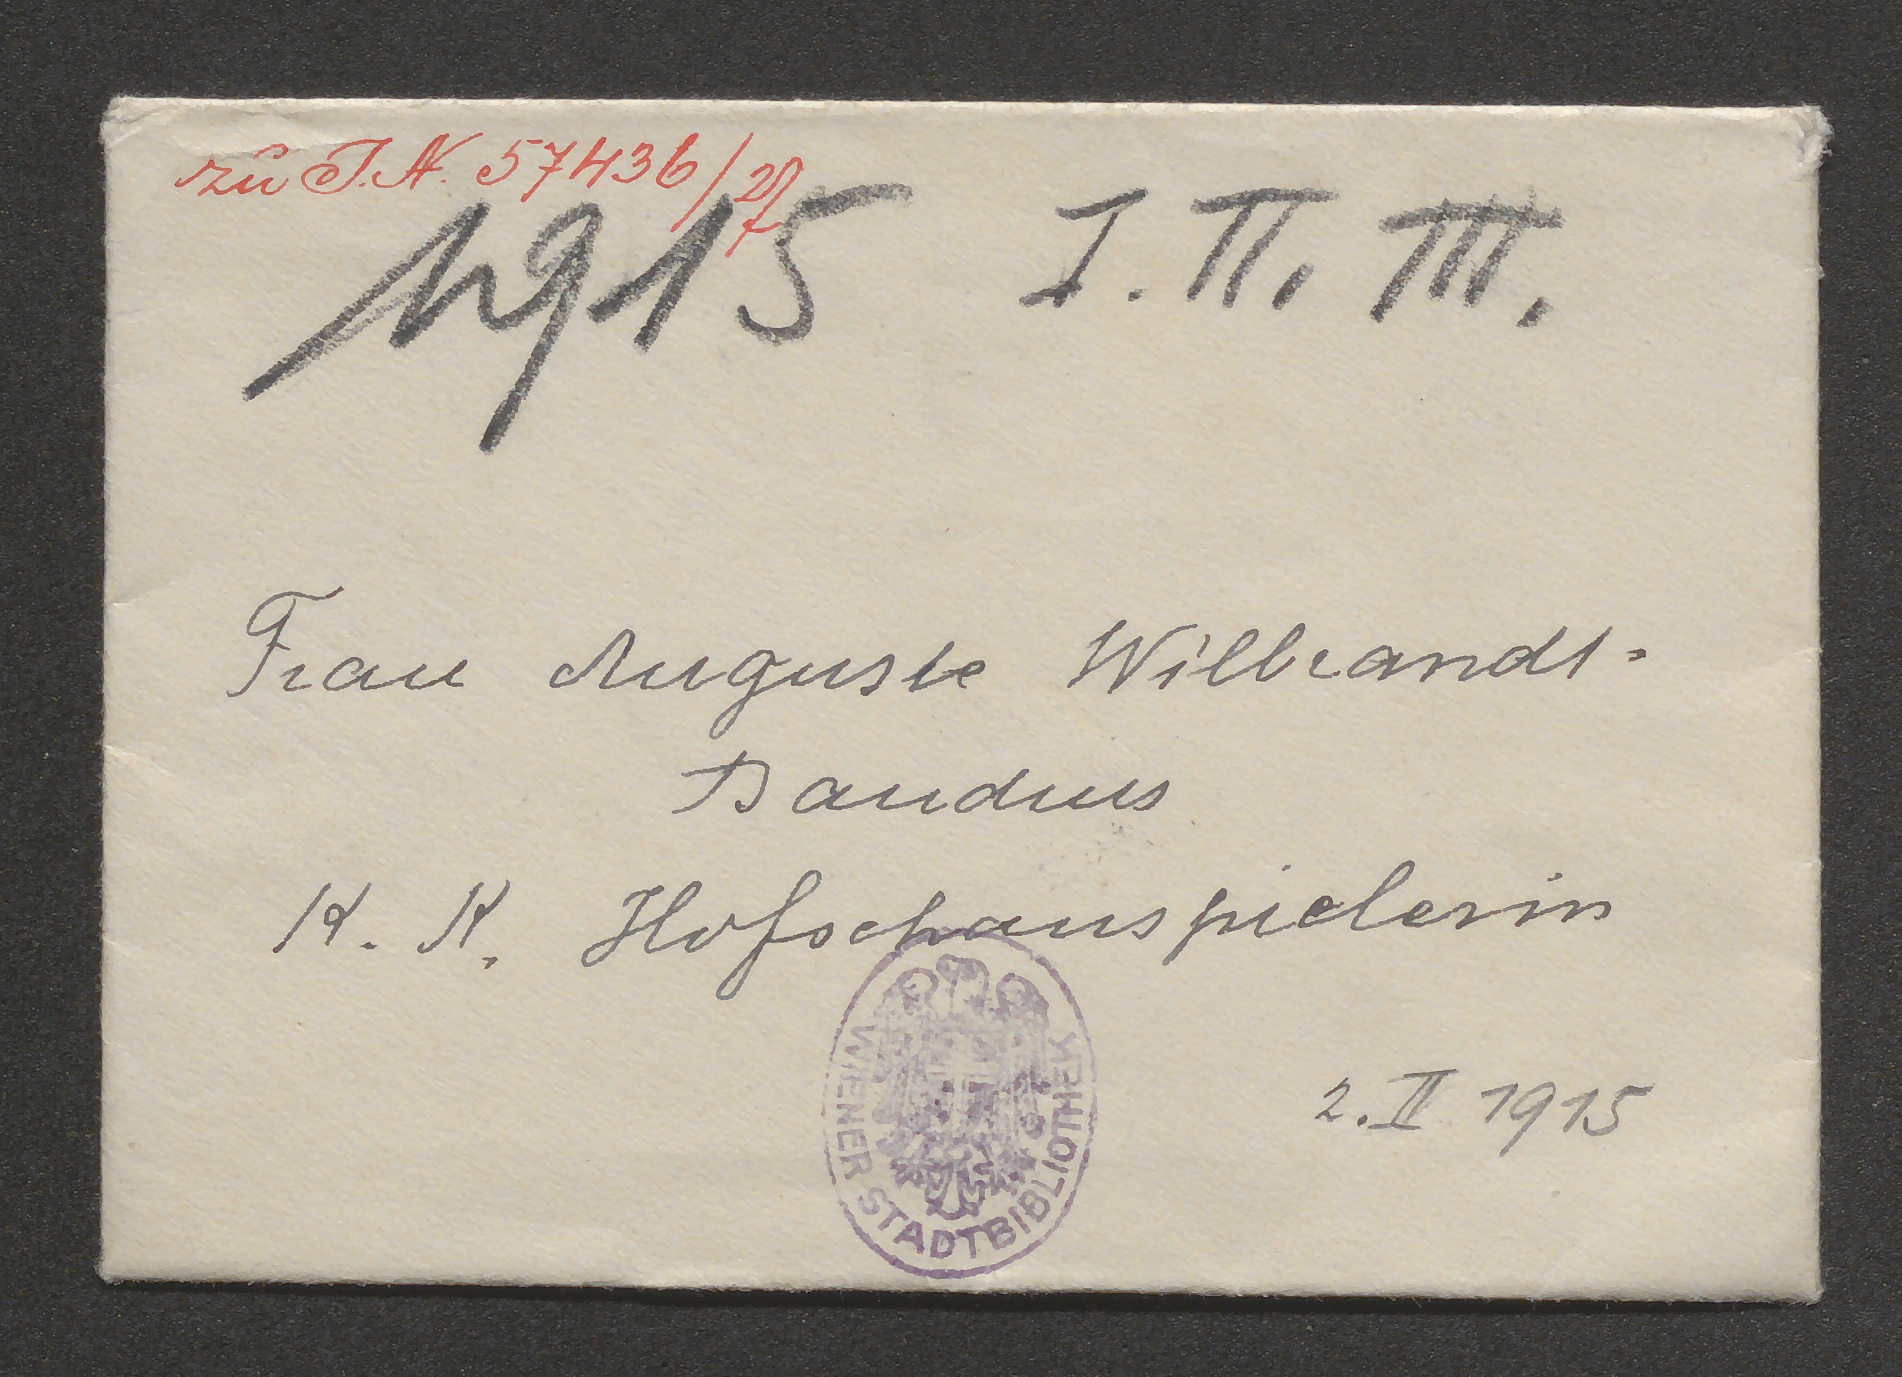 zu I.N. 57436/27
1915 I. II. III.
Frau Auguste Wilbrandt-
Baudius
K. K. Hofschauspielerin
WIENER STADTBIBLIOTHEK
2. II 1915